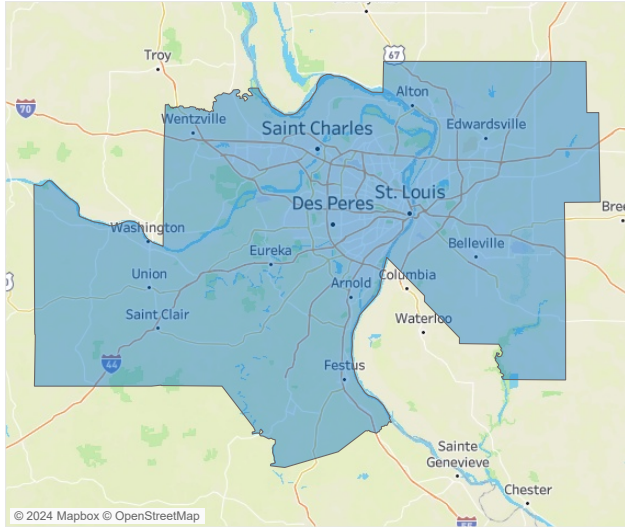 67
Troy
Alton
70
Wentzville
Saint Charles
Edwardsville
St. Louis
Des Peres
Bree
Washington
Eureka
Belleville
Union
Arnold
Columbia
Saint Clair
Waterloo
44
Festus
Sainte
Genevieve
Chester
© 2024 Mapbox © OpenStreetMap